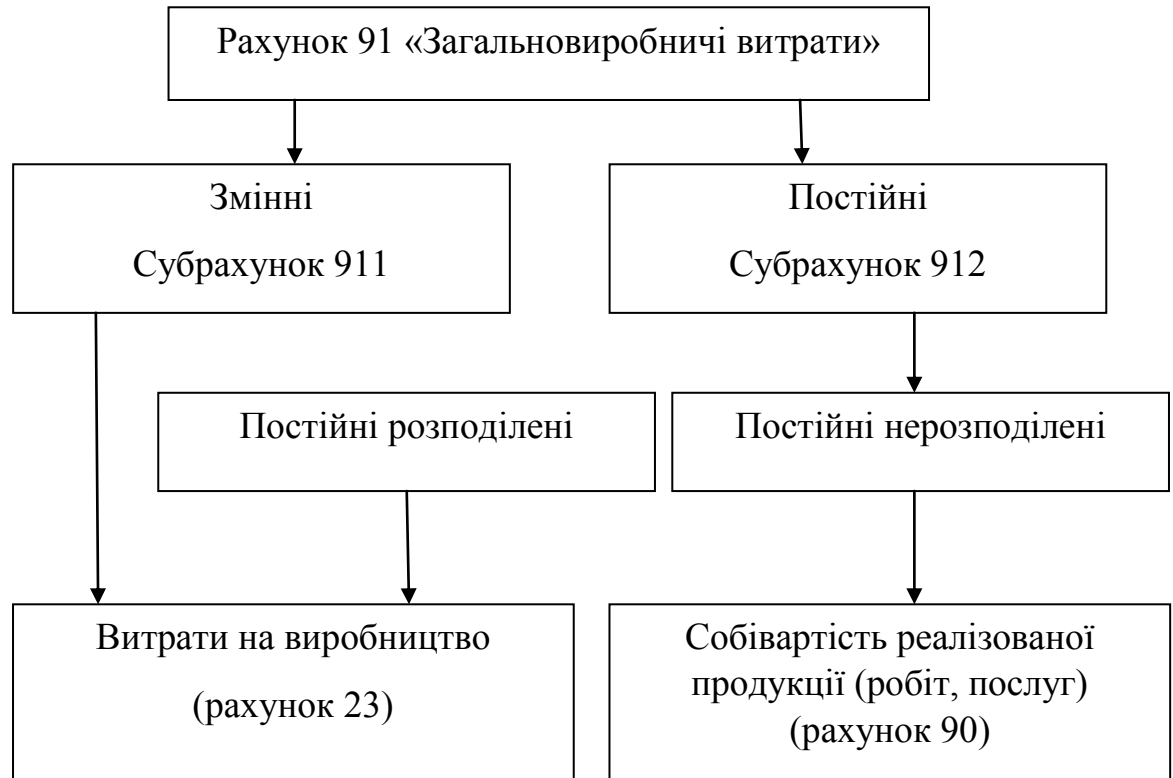 Рахунок 91 «Загальновиробничі витрати»
Змінні
Субрахунок 911
Постійні
Субрахунок 912
Постійні розподілені
Постійні нерозподілені
Витрати на виробництво
(рахунок 23)
Собівартість реалізованої
продукції (робіт, послуг)
(рахунок 90)